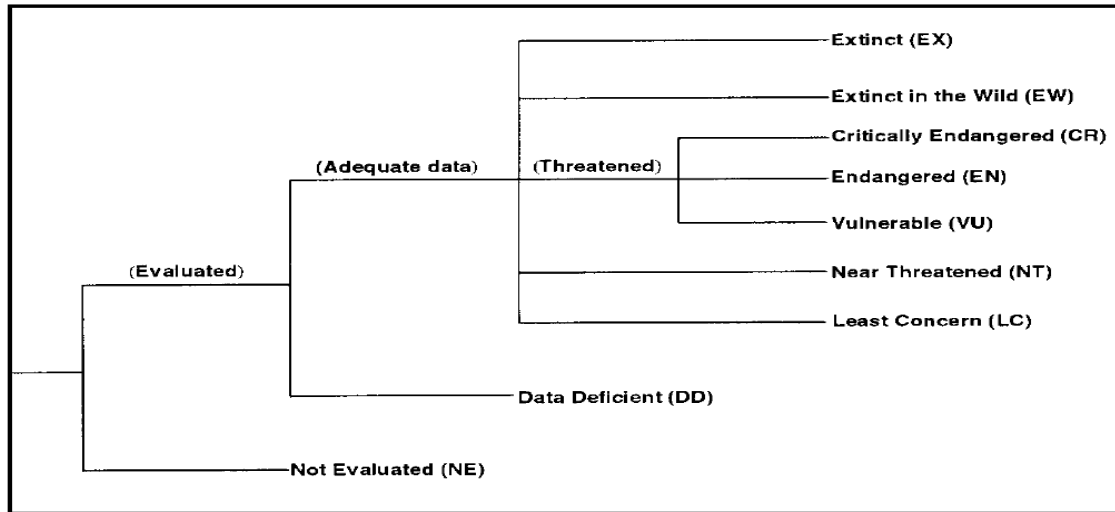 Extinct (EX)
Extinct in the Wild (EW)
Critically Endangered (CR)
(Adequate data)
(Threatened)
Endangered (EN)
Vulnerable (VU)
(Evaluated)
Near Threatened (NT)
Least Concern (LC)
Data Deficient (DD)
Not Evaluated (NE)